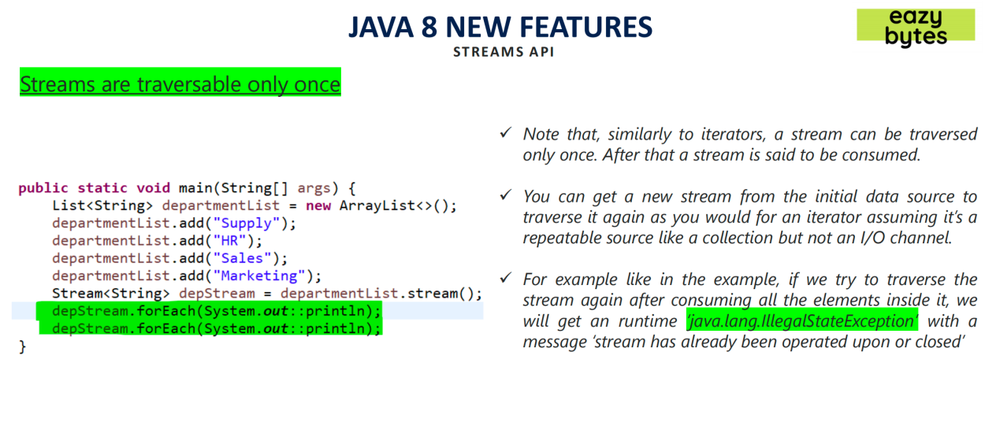 JAVA 8 NEW FEATURES
STREAMS API
eazy
bytes
Streams are traversable only once
public static void main(String[] args) {
List<String> departmentList = new ArrayList<>();
departmentList.add("Supply");
departmentList.add("HR");
departmentList.add("Sales");
departmentList.add("Marketing");
Stream<String> depStream = departmentList.stream();
depStream.forEach(System.out::println);
depStream.forEach(System.out::println);
}
✓ Note that, similarly to iterators, a stream can be traversed
only once. After that a stream is said to be consumed.
✓ You can get a new stream from the initial data source to
traverse it again as you would for an iterator assuming it’s a
repeatable source like a collection but not an I/O channel.
✓ For example like in the example, if we try to traverse the
stream again after consuming all the elements inside it, we
will get an runtime ‘java.lang.IllegalStateException’ with a
message ‘stream has already been operated upon or closed’